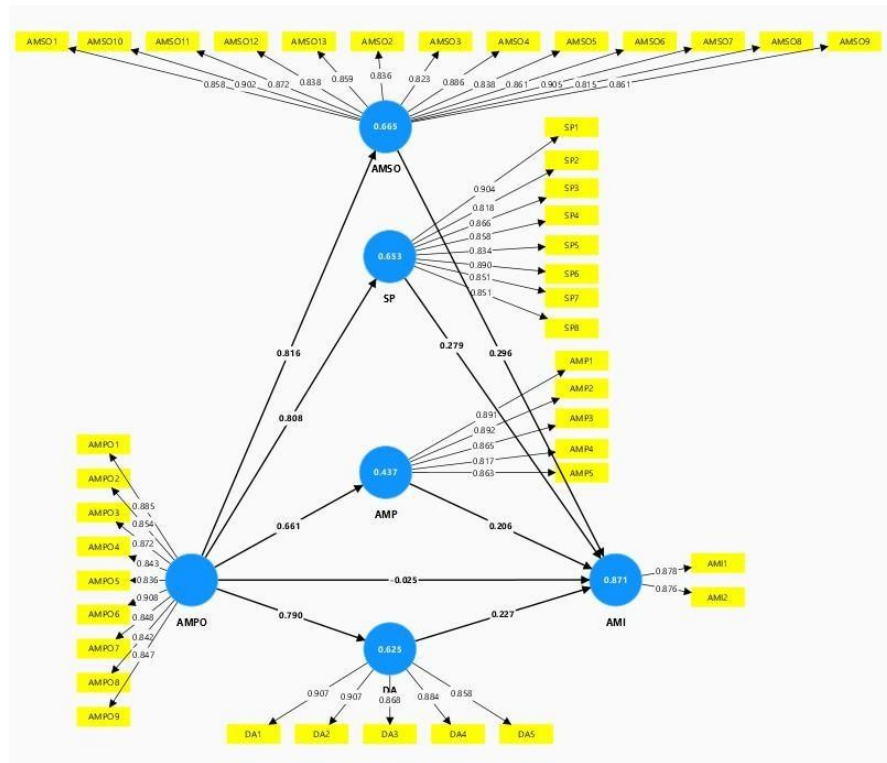 AMSO1 AMSO10 AMSO11 AMSO12 AMSO13 AMSO2 AMSO3 AMSO4 AMSO5 AMSO6 AMSO7 AMSO8 AMSO9
0.858 0.902 0.872 0.838 0.859 0.836 0.823 0.886 0.838 0.861 0.905 0.815 0.861
0.665
AMSO
SP1
0.904
SP2
0.818
SP3
0.866
SP4
0.858
SP5
0.834
0.653
SP6
0.890
SP7
0.851
SP8
0.851
SP
0.279
0.296
0.816
0.808
AMP1
0.891
AMP2
0.892
AMP3
0.865
AMP4
0.817
AMP5
0.863
0.437
AMP
0.661
0.206
AMPO1
0.885
AMPO2
0.854
AMPO3
0.872
AMPO4
0.843
AMPO5
0.836
AMPO6
0.908
AMPO7
0.848
AMPO8
0.842
AMPO9
0.847
AMPO
-0.025
0.871
AMI
0.878
AMI1
0.876
AMI2
0.790
0.227
0.625
DA
0.907 0.907 0.868 0.884 0.858
DA1 DA2 DA3 DA4 DA5